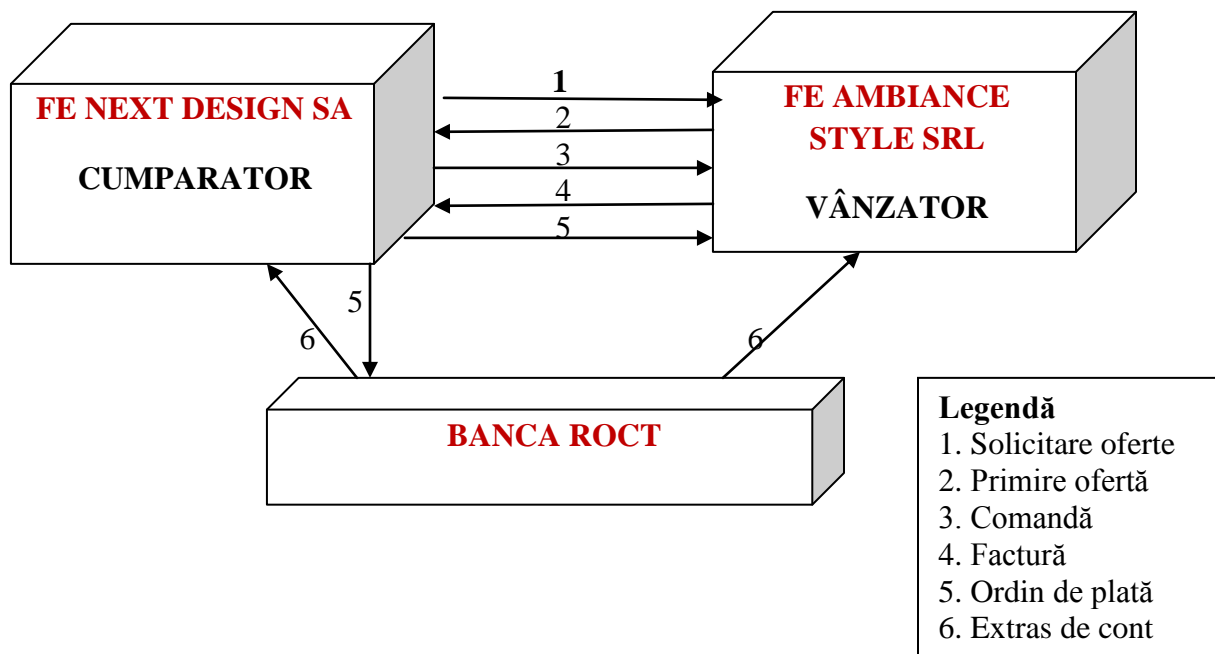 FE NEXT DESIGN SA
CUMPARATOR
1
2
3
4
5
FE AMBIANCE
STYLE SRL
VÂNZATOR
5
6
6
BANCA ROCT
Legendă
1. Solicitare oferte
2. Primire ofertă
3. Comandă
4. Factură
5. Ordin de plată
6. Extras de cont